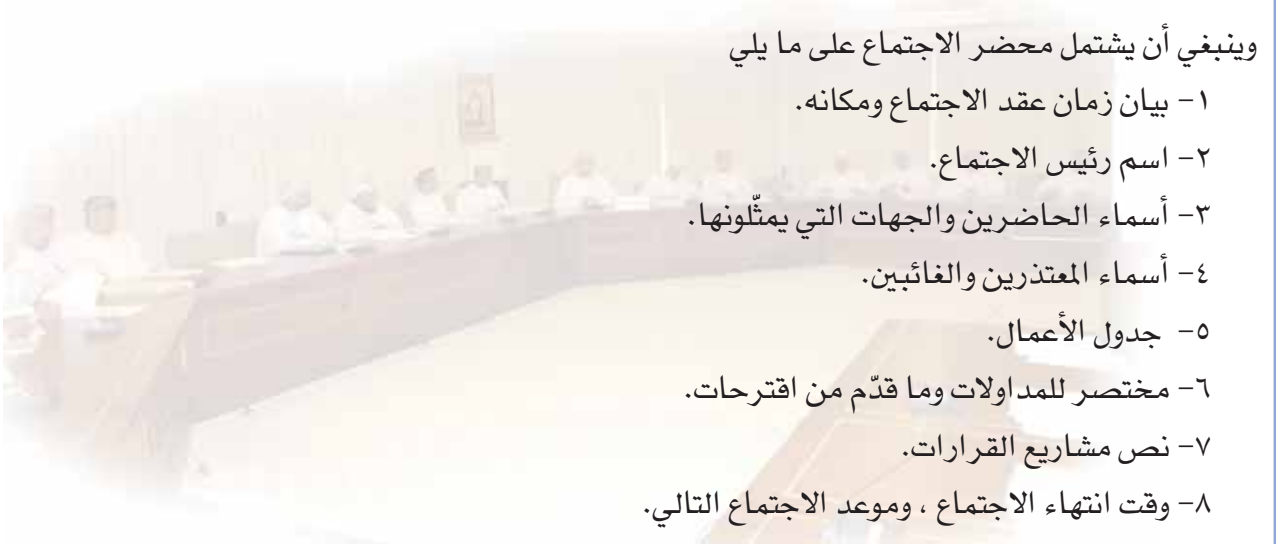 وينبغي أن يشتمل محضر الاجتماع على ما يلي
١- بيان زمان عقد الاجتماع ومكانه.
٢- اسم رئيس الاجتماع.
٣- أسماء الحاضرين والجهات التي يمثّلونها.
٤- أسماء المعتذرين والغائبين.
٥- جدول الأعمال.
٦- مختصر للمداولات وما قدّم من اقترحات.
٧- نص مشاريع القرارات.
٨- وقت انتهاء الاجتماع ، وموعد الاجتماع التالي.